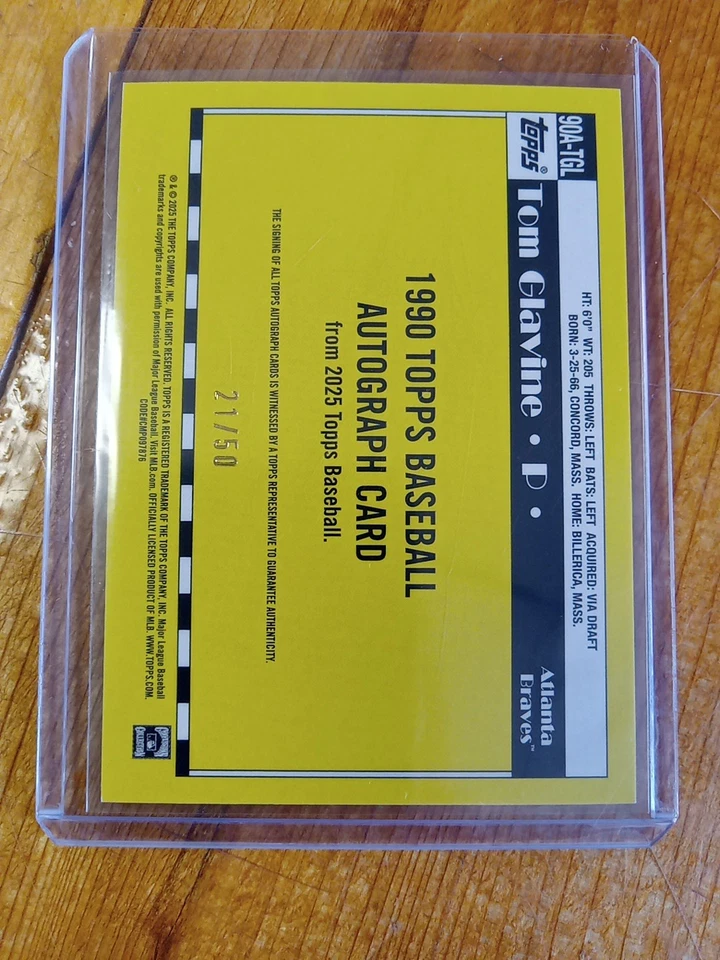 90A-TGL
HT: 6'0" WT: 205 THROWS: LEFT BATS: LEFT ACQUIRED: VIA DRAFT
BORN: 3-25-66, CONCORD, MASS. HOME: BILLERICA, MASS.
topps®
Tom Glavine • P •
Atlanta
Braves™
1990 TOPPS BASEBALL
AUTOGRAPH CARD
from 2025 Topps Baseball.
THE SIGNING OF ALL TOPPS AUTOGRAPH CARDS IS WITNESSED BY A TOPPS REPRESENTATIVE TO GUARANTEE AUTHENTICITY.
21/50
® & © 2025 THE TOPPS COMPANY, INC. ALL RIGHTS RESERVED. TOPPS IS A REGISTERED TRADEMARK OF THE TOPPS COMPANY, INC. Major League Baseball
trademarks and copyrights are used with permission of Major League Baseball. Visit MLB.com. OFFICIALLY LICENSED PRODUCT OF MLB. WWW.TOPPS.COM.
CODE#CMP097876